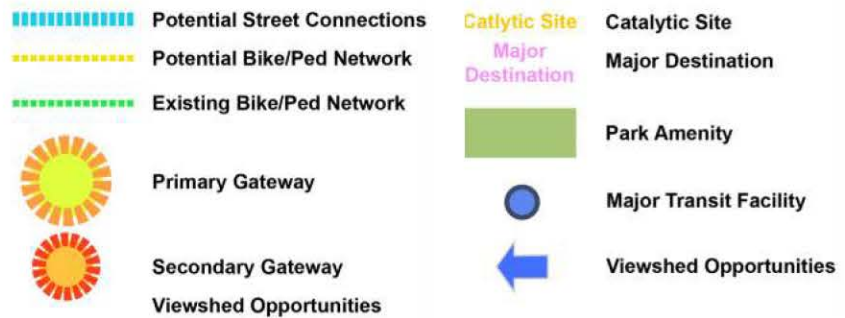 Potential Street Connections
Potential Bike/Ped Network
Existing Bike/Ped Network
Primary Gateway
Secondary Gateway
Viewshed Opportunities
Catlytic Site Catalytic Site
Major
Destination
Major Destination
Park Amenity
Major Transit Facility
Viewshed Opportunities